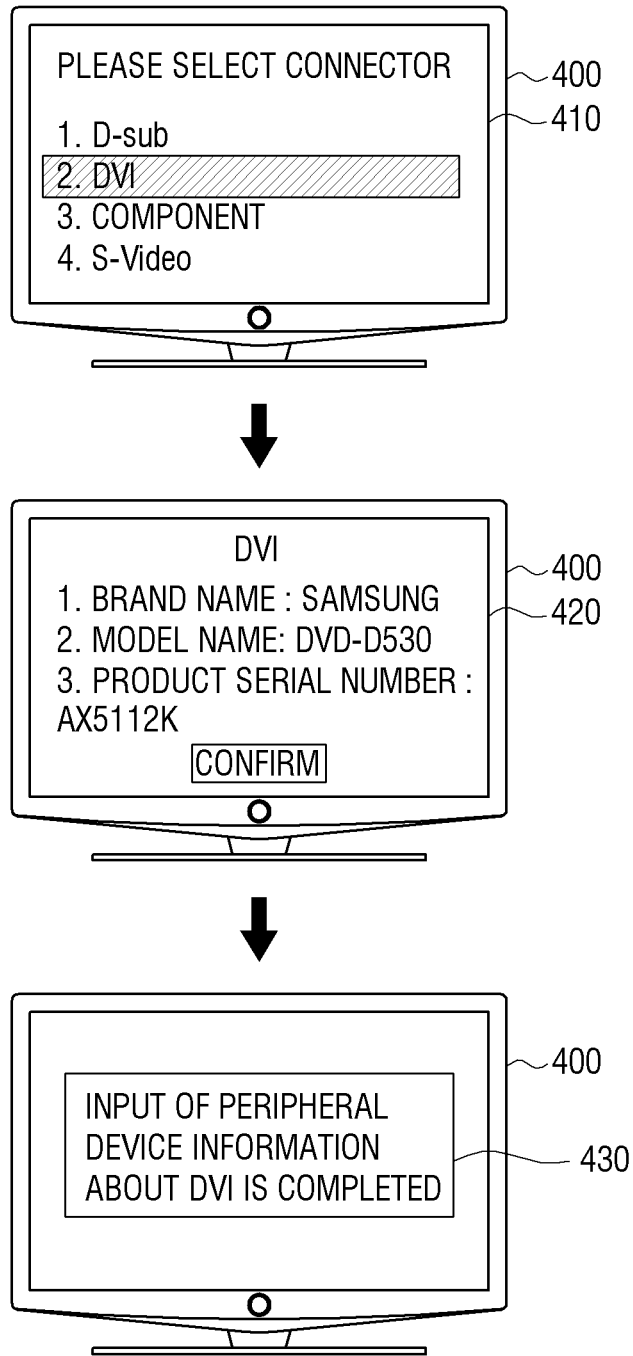 PLEASE SELECT CONNECTOR
400
410
1. D-sub
2. DVI
3. COMPONENT
4. S-Video
DVI
400
1. BRAND NAME : SAMSUNG
420
2. MODEL NAME: DVD-D530
3. PRODUCT SERIAL NUMBER :
AX5112K
CONFIRM
400
INPUT OF PERIPHERAL
DEVICE INFORMATION
430
ABOUT DVI IS COMPLETED